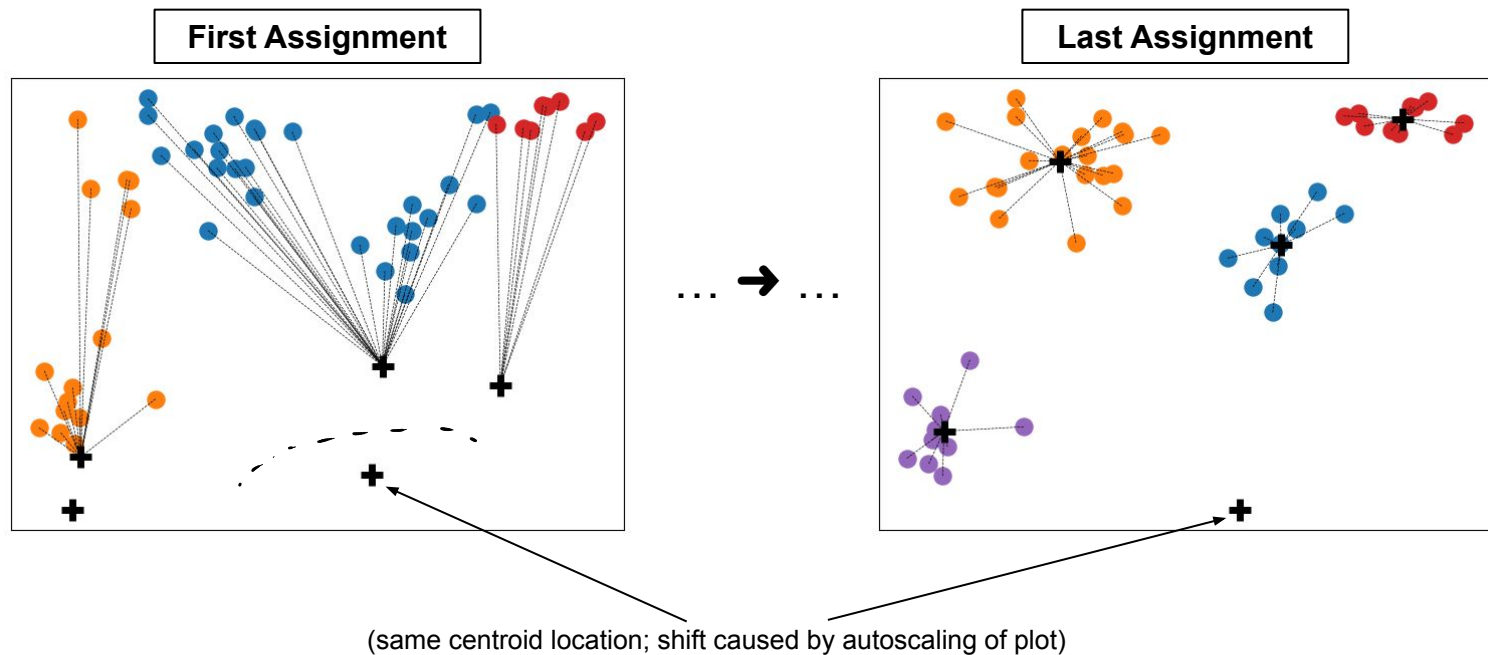 First Assignment
Last Assignment
... → ...
(same centroid location; shift caused by autoscaling of plot)